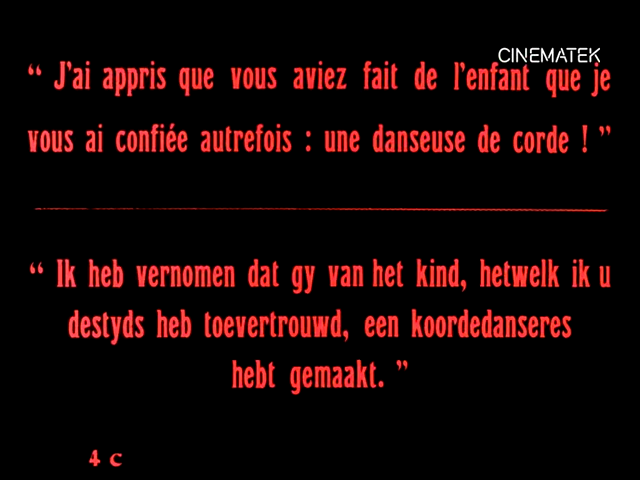 CINEMATEK
“ J'ai appris que vous aviez fait de l'enfant que je
vous ai confiée autrefois : une danseuse de corde ! ”
“ Ik heb vernomen dat gy van het kind, hetwelk ik u
destyds heb toevertrouwd, een koordedanseres
hebt gemaakt. ”
4 C